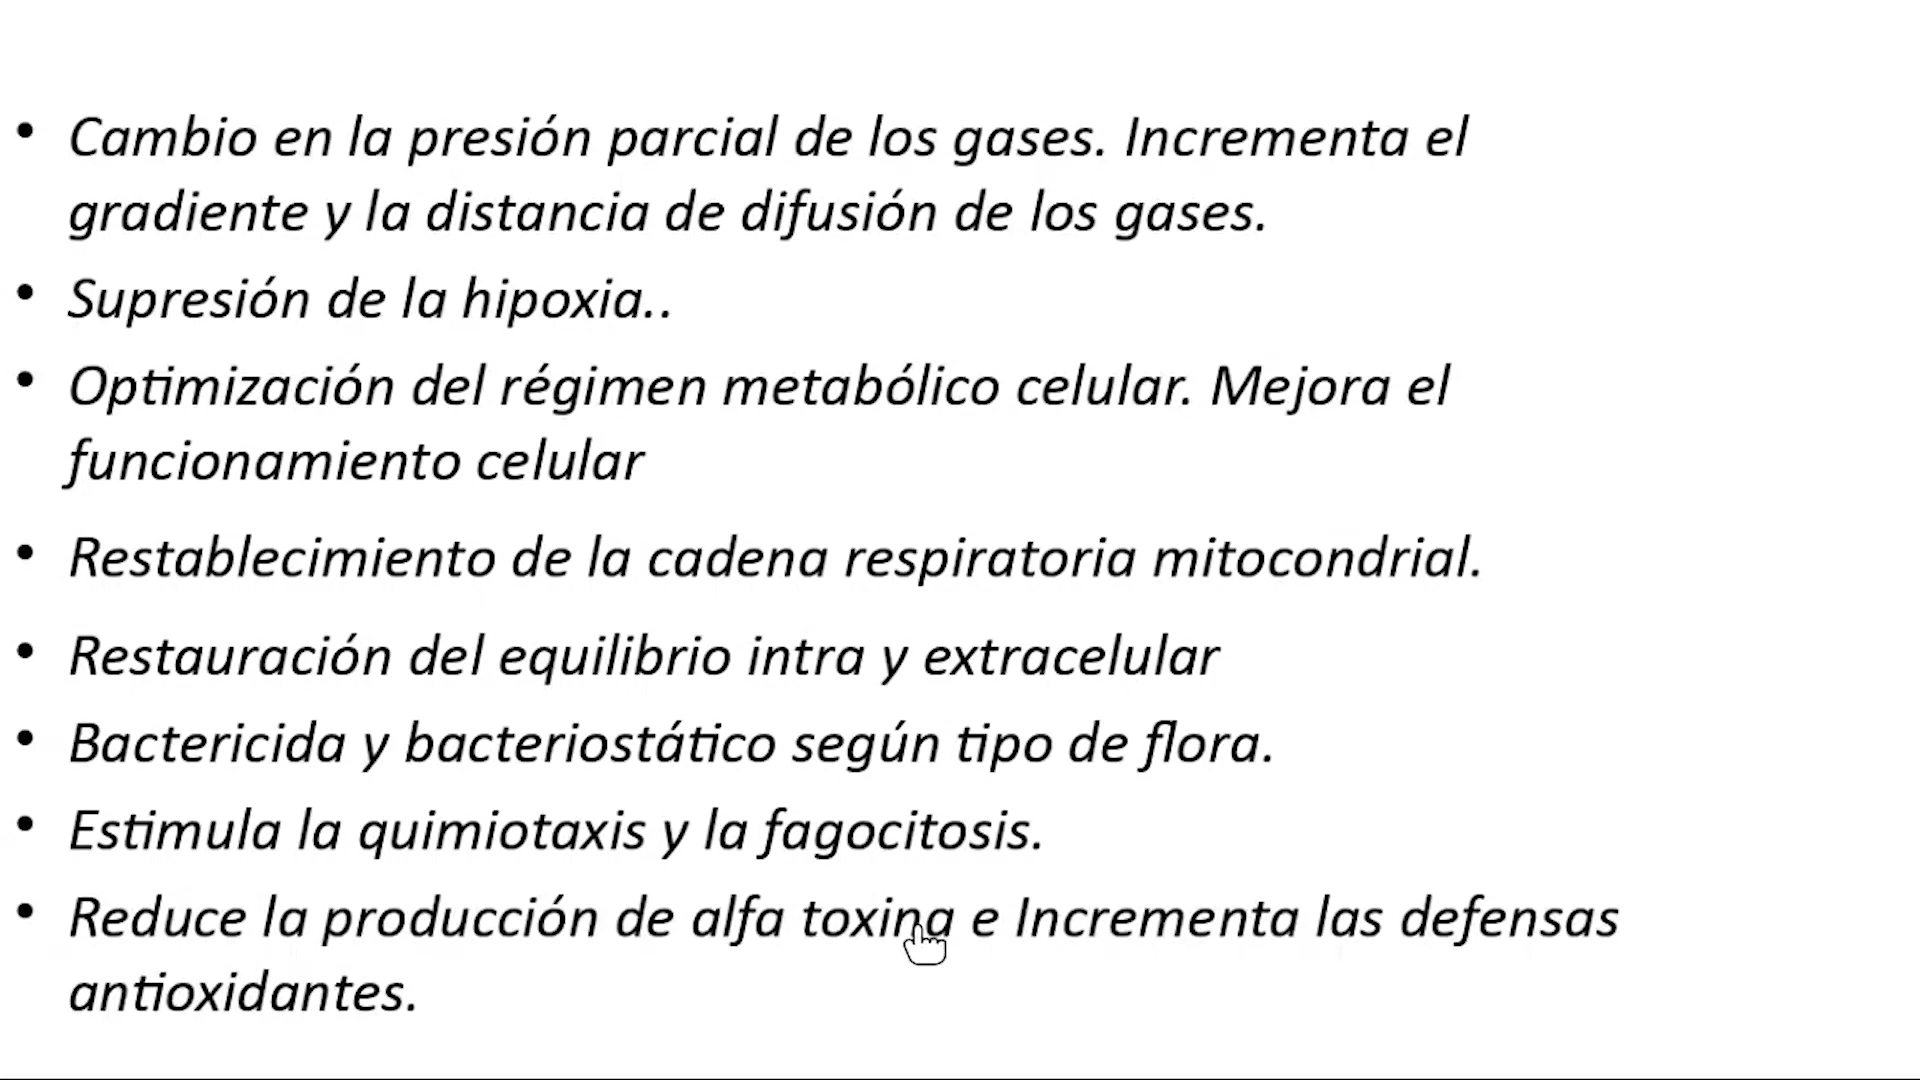 • Cambio en la presión parcial de los gases. Incrementa el
gradiente y la distancia de difusión de los gases.
• Supresión de la hipoxia..
• Optimización del régimen metabólico celular. Mejora el
funcionamiento celular
• Restablecimiento de la cadena respiratoria mitocondrial.
• Restauración del equilibrio intra y extracelular
• Bactericida y bacteriostático según tipo de flora.
• Estimula la quimiotaxis y la fagocitosis.
• Reduce la producción de alfa toxina e Incrementa las defensas
antioxidantes.